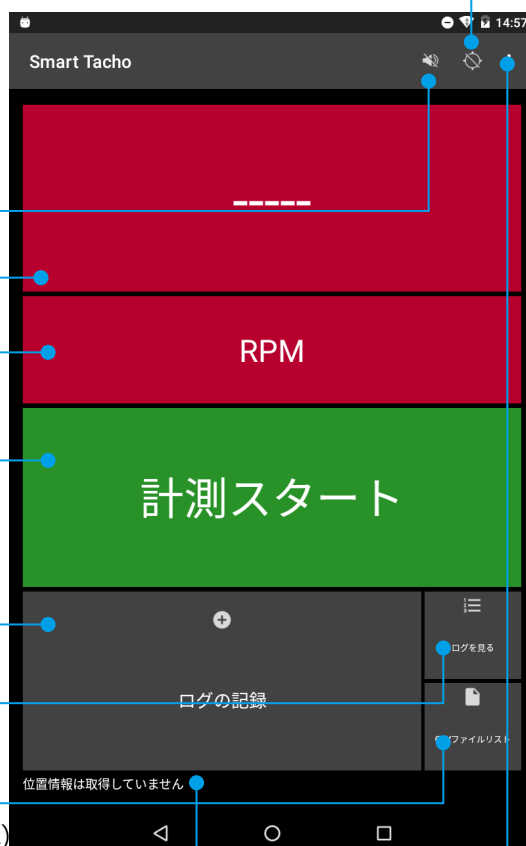 14:57
Smart Tacho
-----
RPM
計測スタート
ログの記録
ログを見る
ファイルリスト
位置情報は取得していません
)